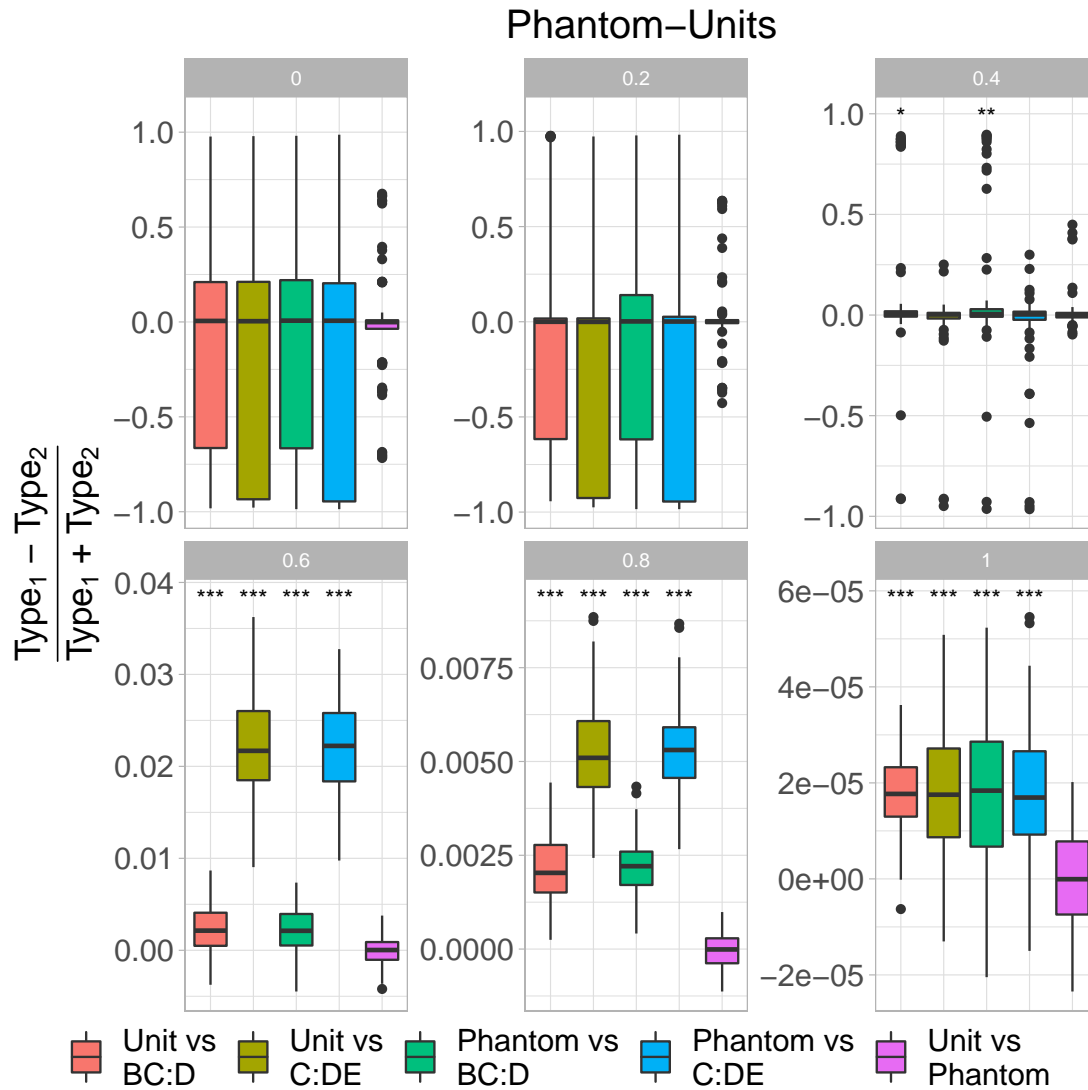 Phantom−Units
0 0.2 0.4
* **
1.0 1.0 1.0
0.5 0.5 0.5
0.0 0.0 0.0
−0.5 −0.5 −0.5
−1.0 −1.0 −1.0
Type1 − Type2
Type1 + Type2
0.6 0.8 1
*** *** *** *** *** *** *** *** *** *** *** ***
0.04 6e−05
0.03 0.0075 4e−05
0.02 0.0050 2e−05
0.01 0.0025 0e+00
0.00 0.0000 −2e−05
Unit vs Unit vs Phantom vs Phantom vs Unit vs
BC:D C:DE BC:D C:DE Phantom